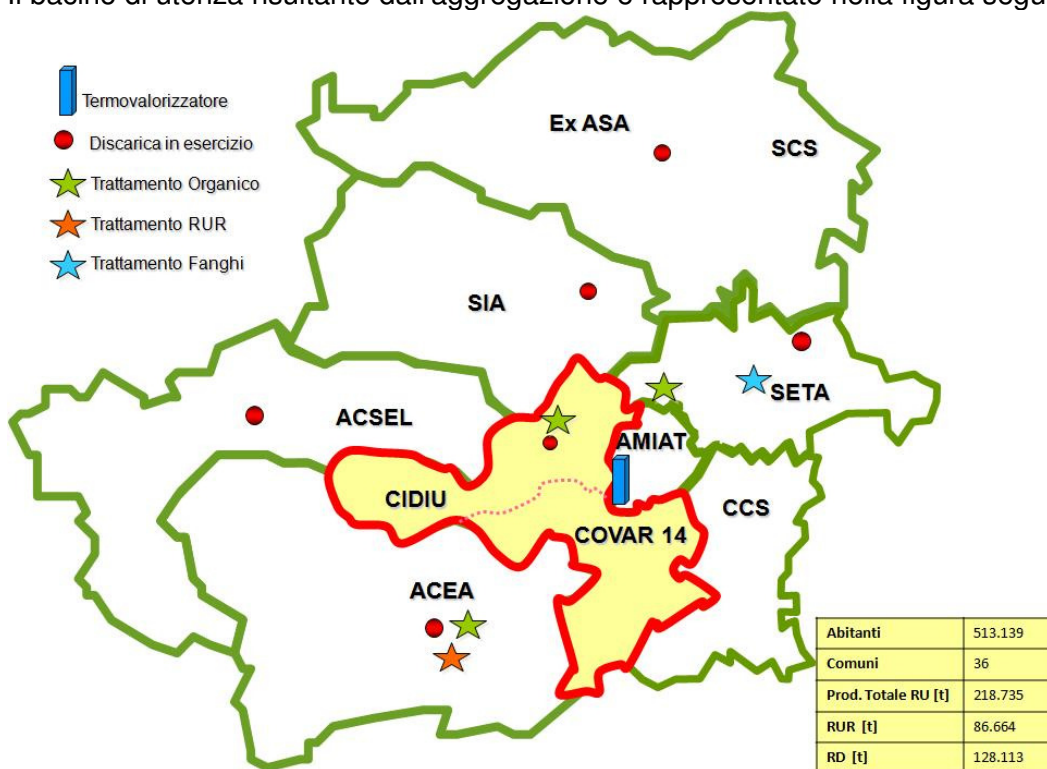 Il bacino di utenza risultante dall'aggregazione è rappresentato nella figura segu
Termovalorizzatore
Discarica in esercizio
Trattamento Organico
Trattamento RUR
Trattamento Fanghi
Ex ASA
SCS
SIA
SETA
ACSEL
AMIAT
CIDIU
CCS
COVAR 14
ACEA
Abitanti 513.139
Comuni 36
Prod. Totale RU [t] 218.735
RUR [t] 86.664
RD [t] 128.113